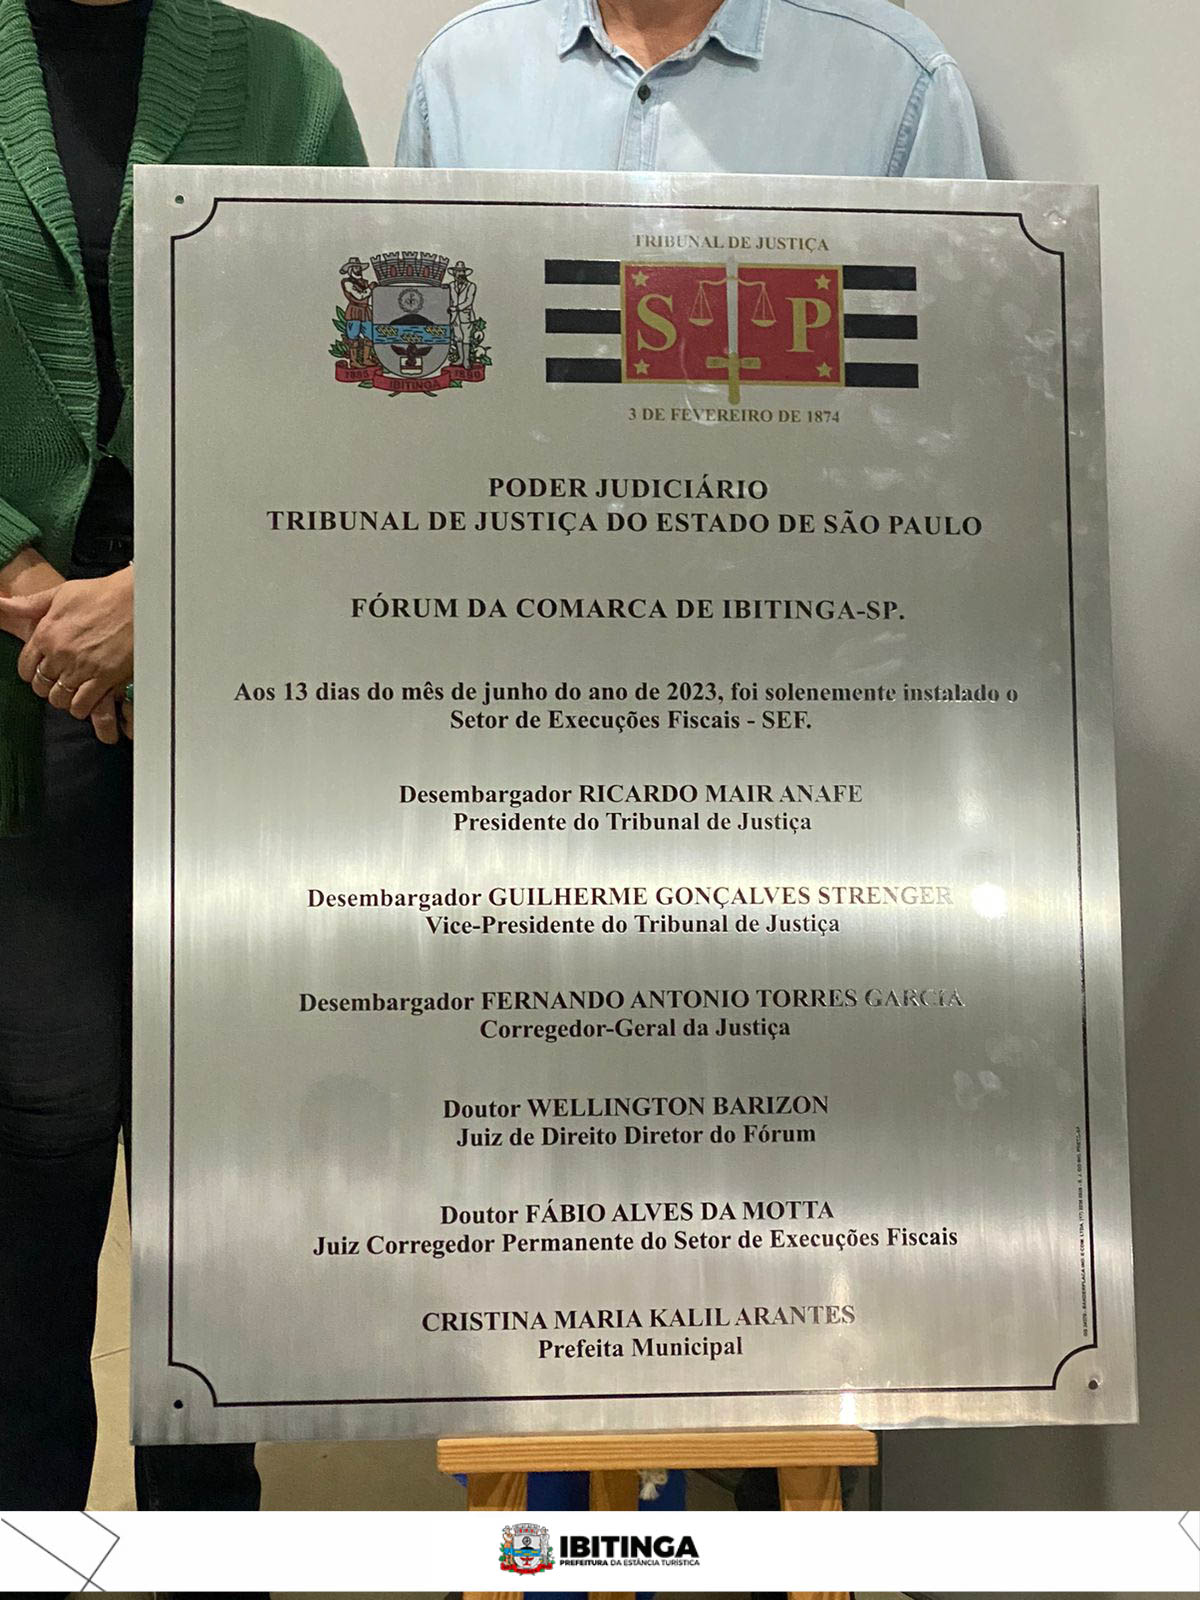 TRIBUNAL DE JUSTIÇA
S P
1885 IBITINGA 1890
3 DE FEVEREIRO DE 1874
PODER JUDICIÁRIO
TRIBUNAL DE JUSTIÇA DO ESTADO DE SÃO PAULO
FÓRUM DA COMARCA DE IBITINGA-SP.
Aos 13 dias do mês de junho do ano de 2023, foi solenemente instalado o
Setor de Execuções Fiscais - SEF.
Desembargador RICARDO MAIR ANAFE
Presidente do Tribunal de Justiça
Desembargador GUILHERME GONÇALVES STRENGER
Vice-Presidente do Tribunal de Justiça
Desembargador FERNANDO ANTONIO TORRES GARCIA
Corregedor-Geral da Justiça
Doutor WELLINGTON BARIZON
Juiz de Direito Diretor do Fórum
Doutor FÁBIO ALVES DA MOTTA
Juiz Corregedor Permanente do Setor de Execuções Fiscais
CRISTINA MARIA KALIL ARANTES
Prefeita Municipal
IBITINGA
PREFEITURA DA ESTÂNCIA TURÍSTICA